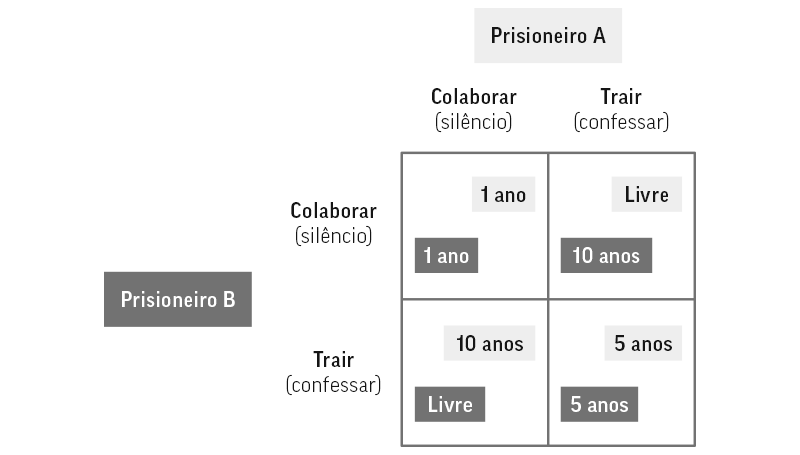 Prisioneiro A
Colaborar
(silêncio)
Trair
(confessar)
Colaborar
(silêncio)
1 ano
1 ano
Livre
10 anos
Prisioneiro B
Trair
(confessar)
10 anos
Livre
5 anos
5 anos